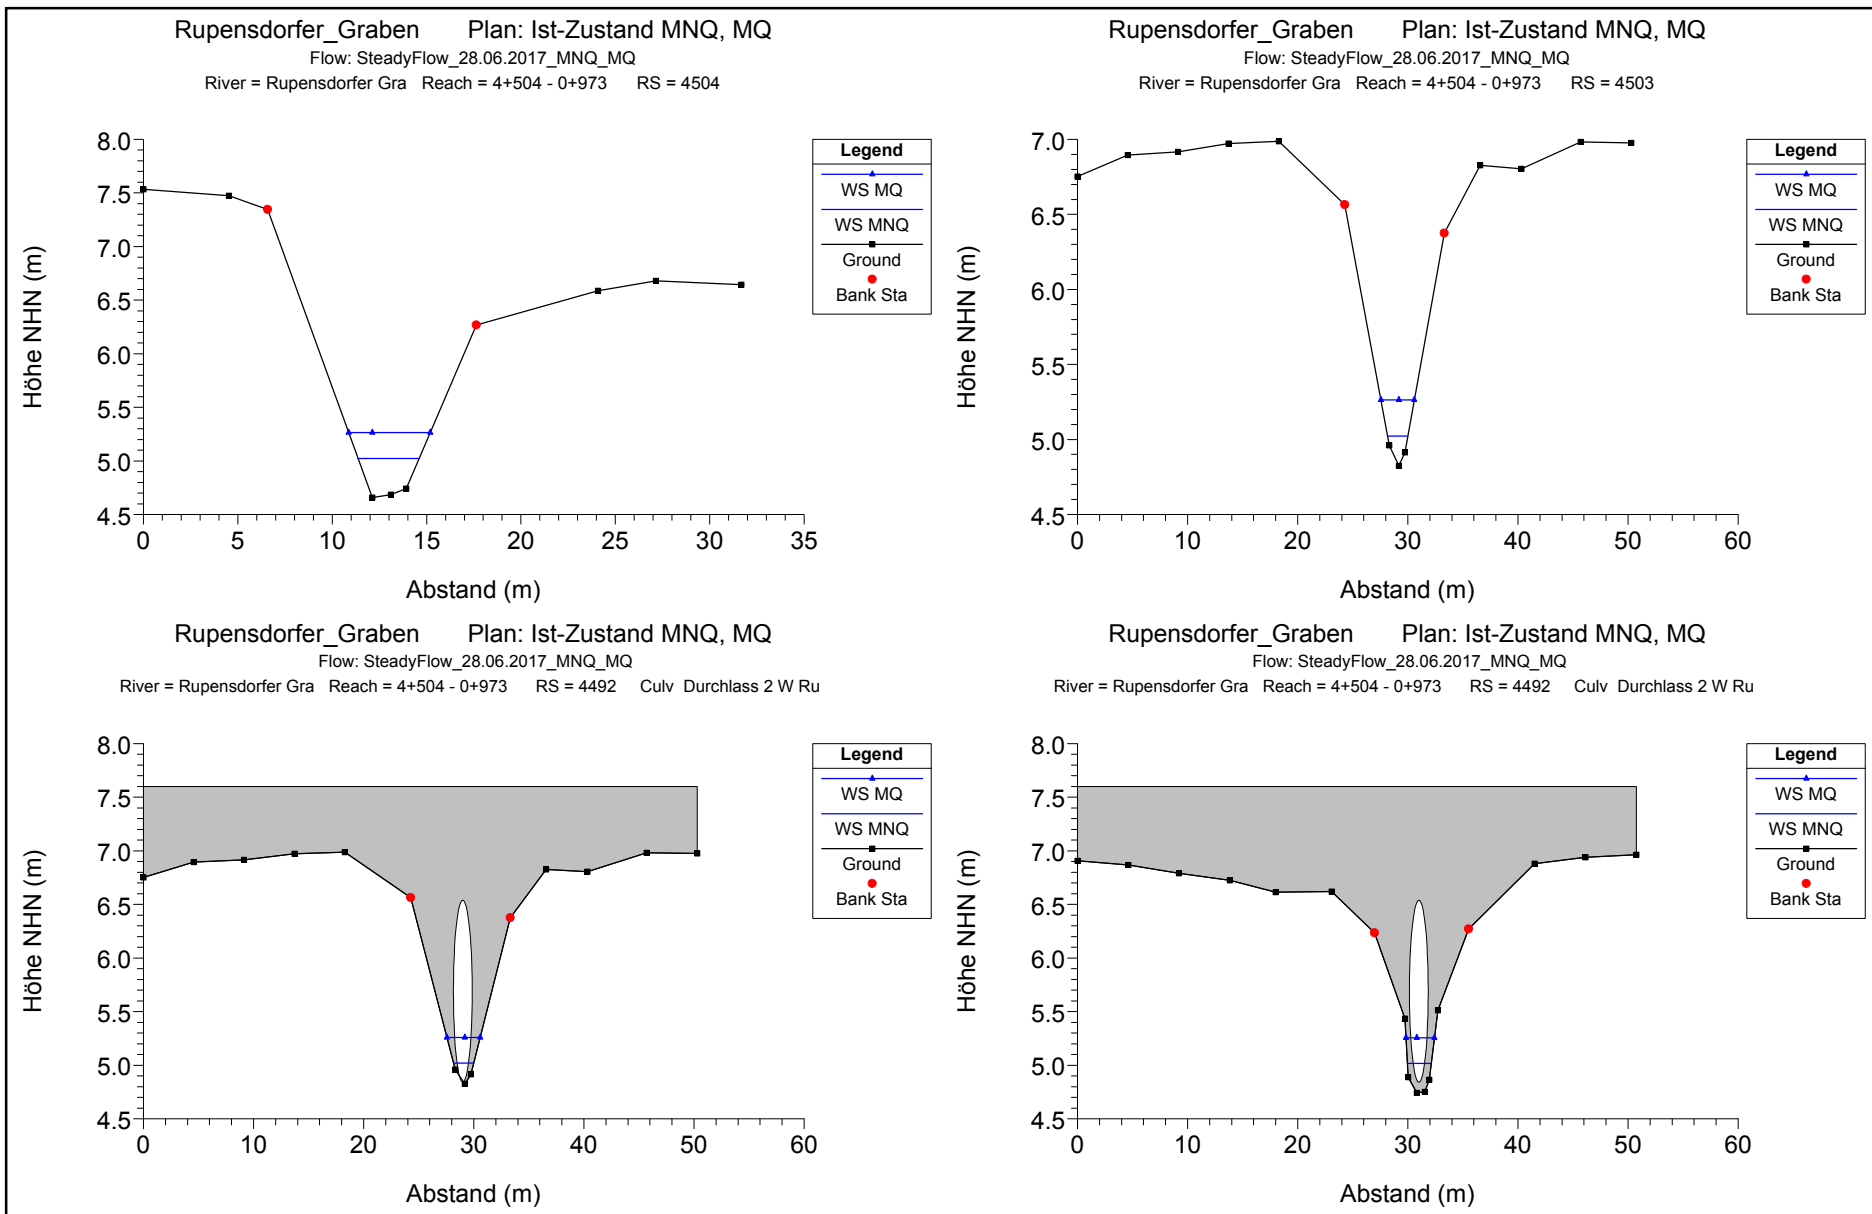 Rupensdorfer_Graben Plan: Ist-Zustand MNQ, MQ
Flow: SteadyFlow_28.06.2017_MNQ_MQ
River = Rupensdorfer Gra Reach = 4+504 - 0+973 RS = 4504
8.0
7.5
7.0
6.5
6.0
5.5
5.0
4.5
Höhe NHN (m)
0 5 10 15 20 25 30 35
Abstand (m)
Legend
WS MQ
WS MNQ
Ground
Bank Sta
Rupensdorfer_Graben Plan: Ist-Zustand MNQ, MQ
Flow: SteadyFlow_28.06.2017_MNQ_MQ
River = Rupensdorfer Gra Reach = 4+504 - 0+973 RS = 4503
7.0
6.5
6.0
5.5
5.0
4.5
Höhe NHN (m)
0 10 20 30 40 50 60
Abstand (m)
Legend
WS MQ
WS MNQ
Ground
Bank Sta
Rupensdorfer_Graben Plan: Ist-Zustand MNQ, MQ
Flow: SteadyFlow_28.06.2017_MNQ_MQ
River = Rupensdorfer Gra Reach = 4+504 - 0+973 RS = 4492 Culv Durchlass 2 W Ru
8.0
7.5
7.0
6.5
6.0
5.5
5.0
4.5
Höhe NHN (m)
0 10 20 30 40 50 60
Abstand (m)
Legend
WS MQ
WS MNQ
Ground
Bank Sta
Rupensdorfer_Graben Plan: Ist-Zustand MNQ, MQ
Flow: SteadyFlow_28.06.2017_MNQ_MQ
River = Rupensdorfer Gra Reach = 4+504 - 0+973 RS = 4492 Culv Durchlass 2 W Ru
8.0
7.5
7.0
6.5
6.0
5.5
5.0
4.5
Höhe NHN (m)
0 10 20 30 40 50 60
Abstand (m)
Legend
WS MQ
WS MNQ
Ground
Bank Sta